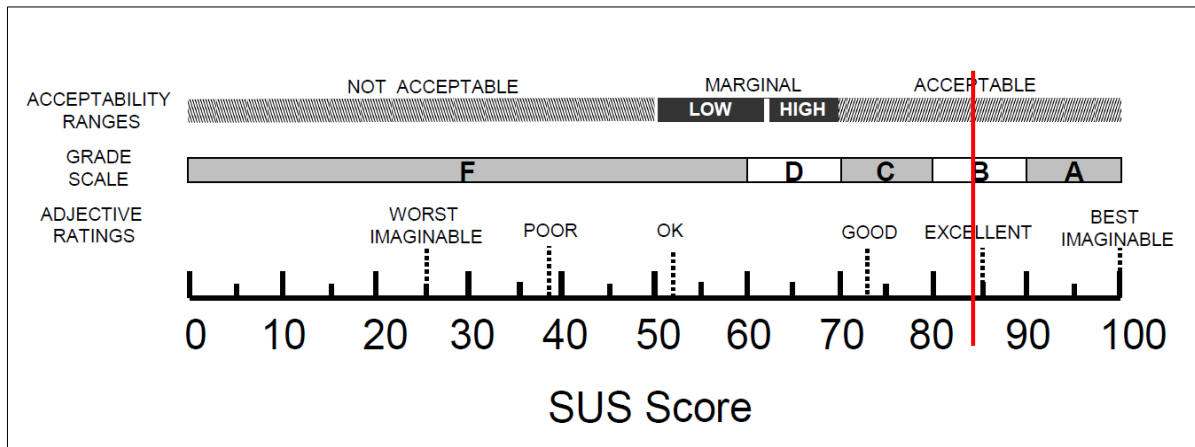 NOT ACCEPTABLE MARGINAL ACCEPTABLE
ACCEPTABILITY
RANGES
LOW HIGH
GRADE
SCALE
F D C B A
ADJECTIVE
RATINGS
WORST
IMAGINABLE
POOR
OK
GOOD
EXCELLENT
BEST
IMAGINABLE
0 10 20 30 40 50 60 70 80 90 100
SUS Score